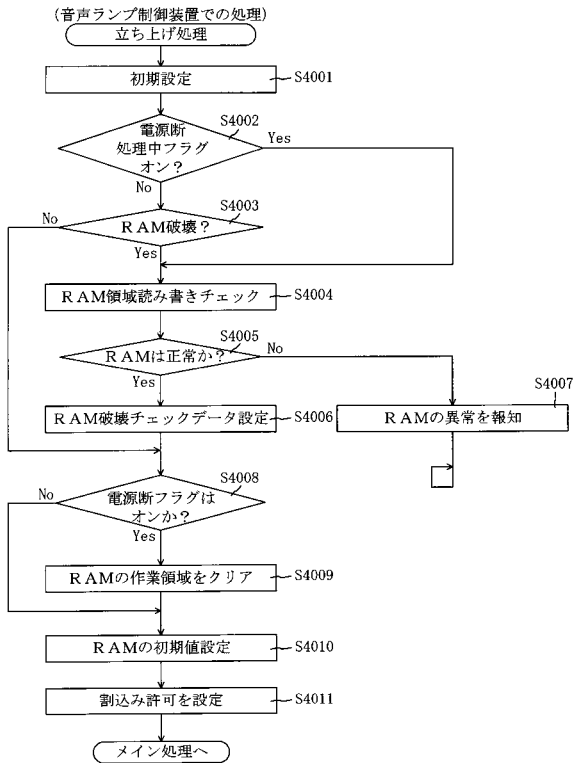 (音声ランプ制御装置での処理)
立ち上げ処理
初期設定
S4001
電源断
処理中フラグ
オン?
S4002
Yes
No
RAM破壊?
S4003
No
Yes
RAM領域読み書きチェック
S4004
RAMは正常か?
S4005
No
Yes
RAM破壊チェックデータ設定
S4006
RAMの異常を報知
S4007
電源断フラグは
オンか?
S4008
No
Yes
RAMの作業領域をクリア
S4009
RAMの初期値設定
S4010
割込み許可を設定
S4011
メイン処理へ